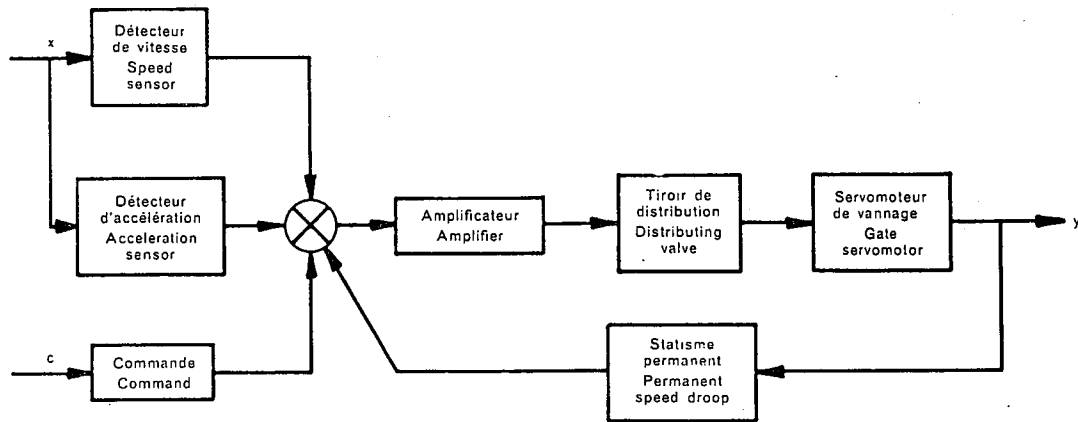 x
Détecteur
de vitesse
Speed
sensor
Détecteur
d'accélération
Acceleration
sensor
c
Commande
Command
Amplificateur
Amplifier
Tiroir de
distribution
Distributing
valve
Servomoteur
de vannage
Gate
servomotor
y
Statisme
permanent
Permanent
speed droop